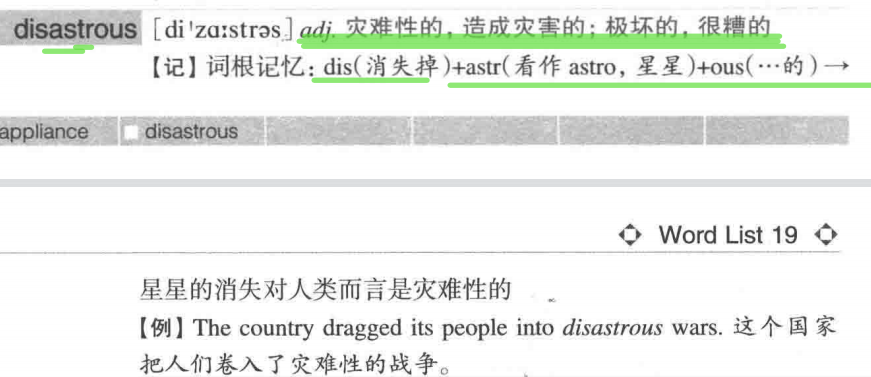 disastrous [di'zɑːstrəs] adj. 灾难性的，造成灾害的；极坏的，很糟的
【记】词根记忆：dis(消失掉)+astr(看作 astro，星星)+ous(…的)→
appliance disastrous
Word List 19
星星的消失对人类而言是灾难性的
【例】The country dragged its people into disastrous wars. 这个国家
把人们卷入了灾难性的战争。